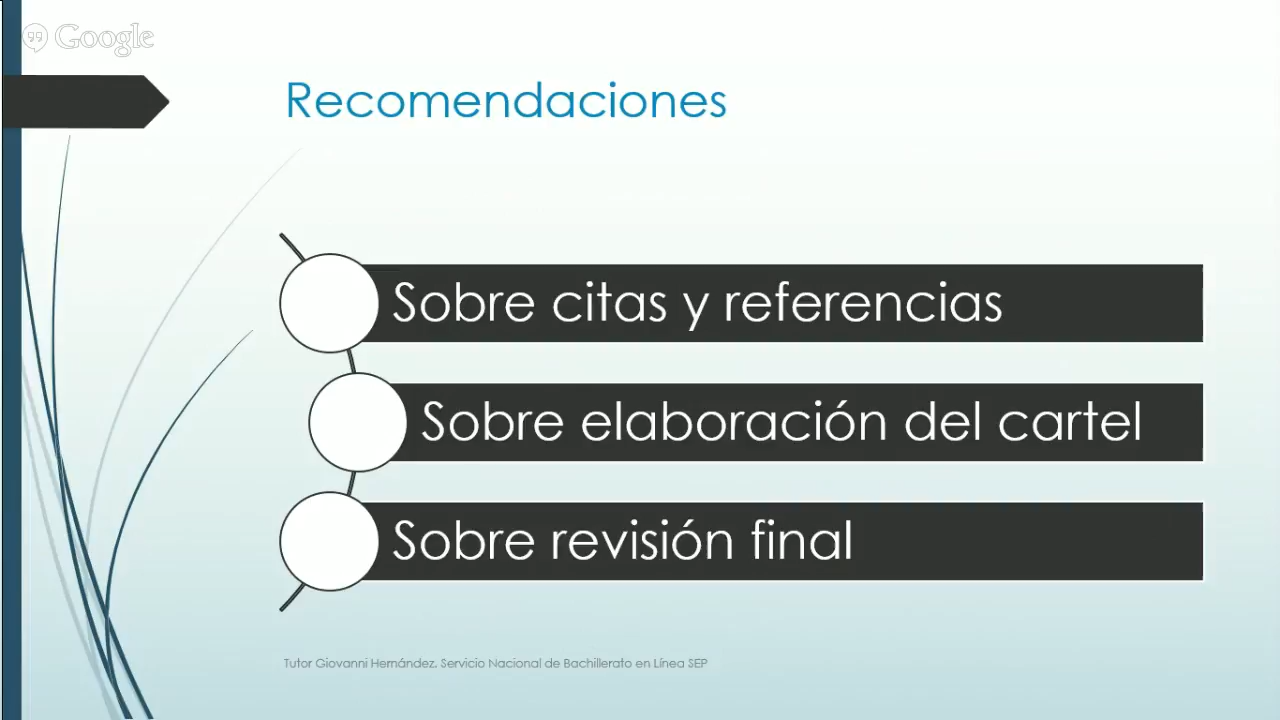 Google
Recomendaciones
Sobre citas y referencias
Sobre elaboración del cartel
Sobre revisión final
Tutor Giovanni Hernández, Servicio Nacional de Bachillerato en Línea SEP